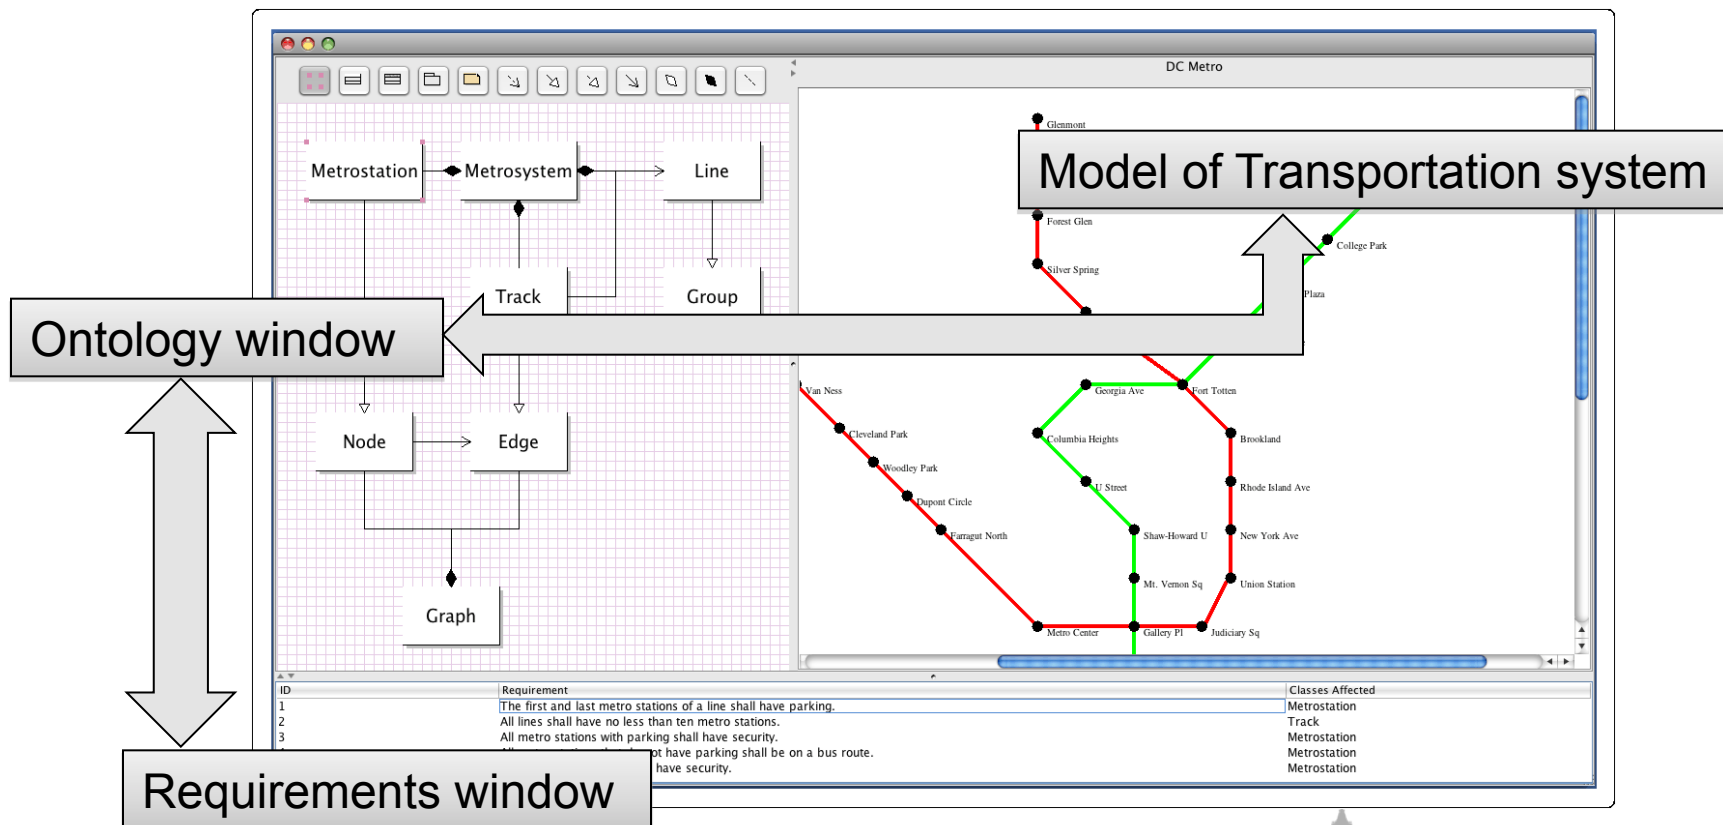 DC Metro
Glenmont
Model of Transportation system
Metrostation
Metrosystem
Line
Forest Glen
College Park
Silver Spring
Track
Group
Plaza
Ontology window
Van Ness
Georgia Ave
Fort Totten
Cleveland Park
Columbia Heights
Brookland
Node
Edge
Woodley Park
U Street
Rhode Island Ave
Dupont Circle
Farragut North
Shaw-Howard U
New York Ave
Mt. Vernon Sq
Union Station
Graph
Metro Center
Gallery Pl
Judiciary Sq
ID Requirement Classes Affected
1 The first and last metro stations of a line shall have parking. Metrostation
2 All lines shall have no less than ten metro stations. Track
3 All metro stations with parking shall have security. Metrostation
have parking shall be on a bus route. Metrostation
have security. Metrostation
Requirements window